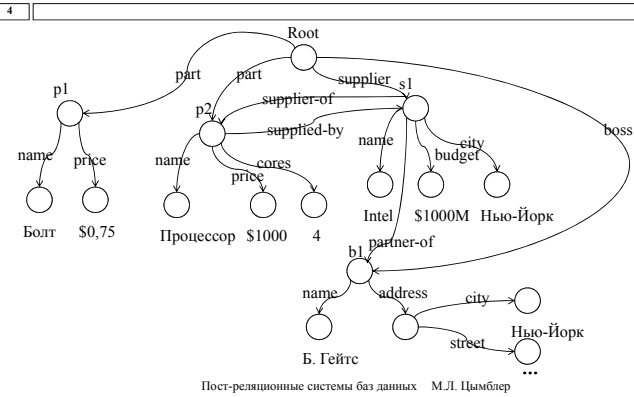 4
Root
part
part
supplier
p1
s1
supplier-of
p2
supplied-by
boss
name
price
name
price
cores
name
budget
city
Болт
$0,75
Процессор
$1000
4
Intel
$1000M
Нью-Йорк
partner-of
b1
name
address
city
street
Нью-Йорк
Б. Гейтс
...
Пост-реляционные системы баз данных М.Л. Цымблер